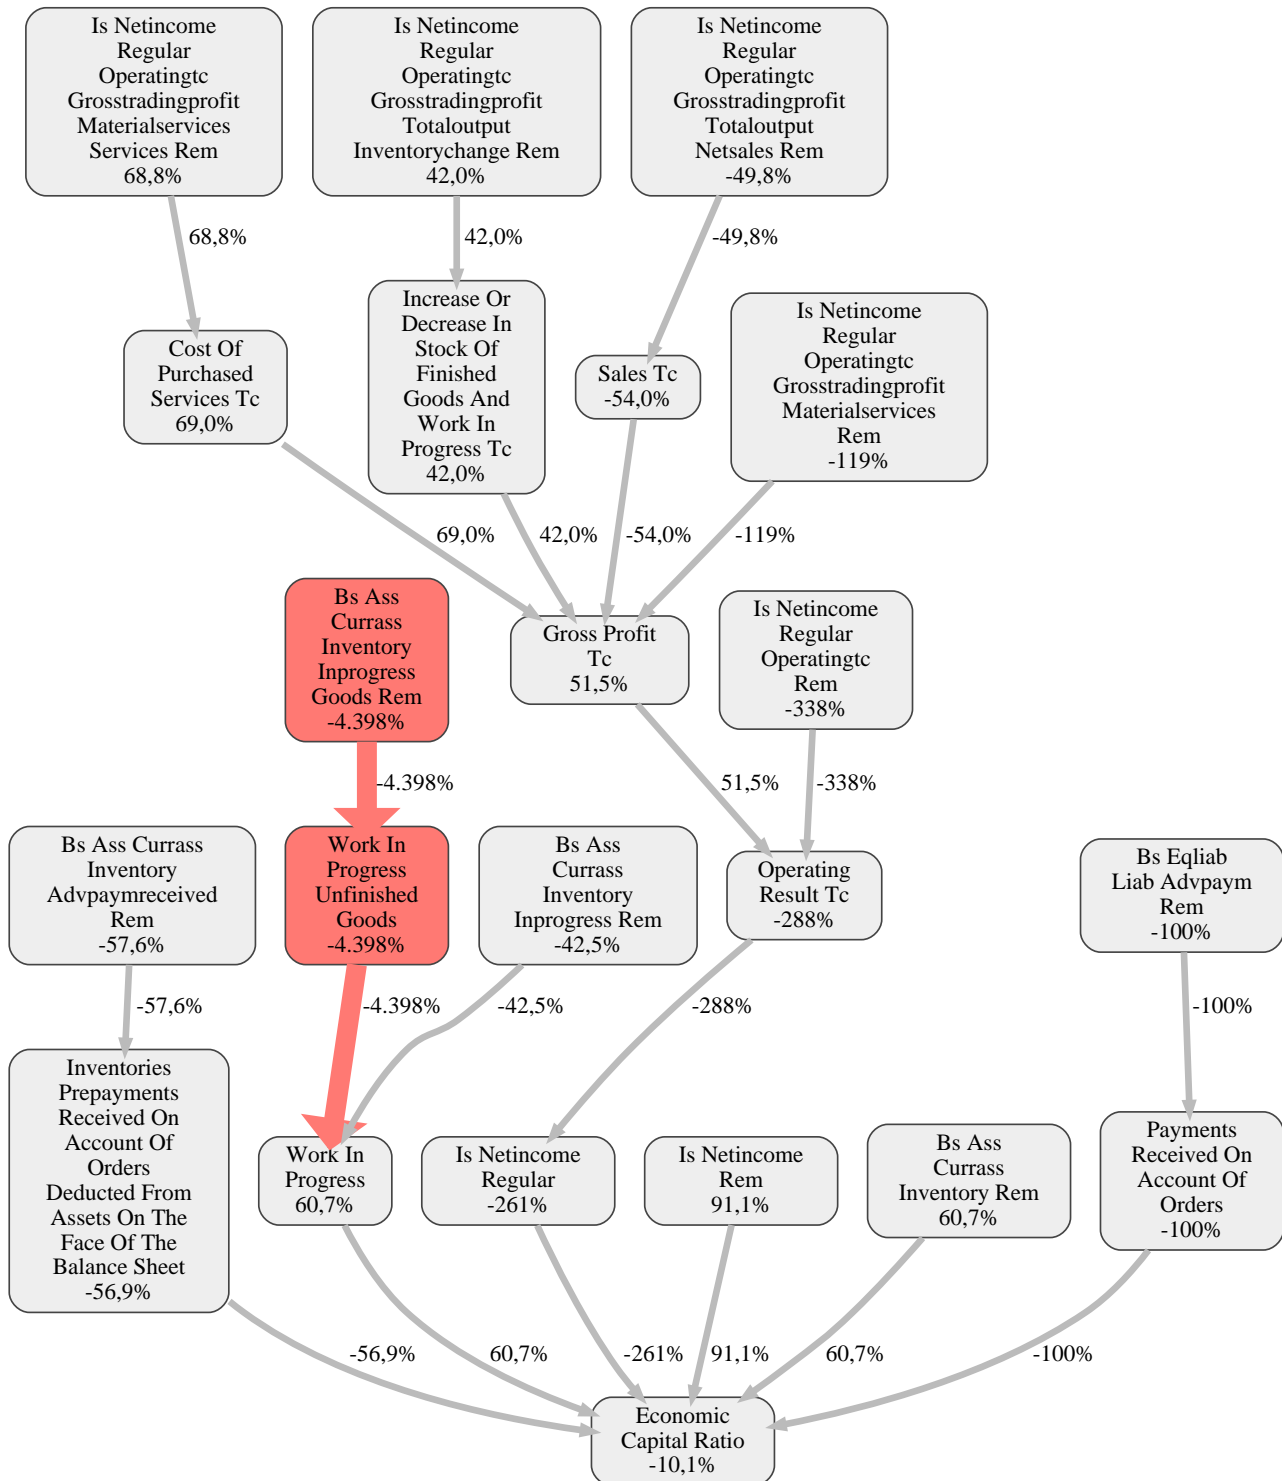 Is Netincome
Regular
Operatingtc
Grosstradingprofit
Materialservices
Services Rem
68,8%
Is Netincome
Regular
Operatingtc
Grosstradingprofit
Totaloutput
Inventorychange Rem
42,0%
Is Netincome
Regular
Operatingtc
Grosstradingprofit
Totaloutput
Netsales Rem
-49,8%
68,8%
42,0%
-49,8%
Cost Of
Purchased
Services Tc
69,0%
Increase Or
Decrease In
Stock Of
Finished
Goods And
Work In
Progress Tc
42,0%
Sales Tc
-54,0%
Is Netincome
Regular
Operatingtc
Grosstradingprofit
Materialservices
Rem
-119%
69,0%
42,0%
-54,0%
-119%
Bs Ass
Currass
Inventory
Inprogress
Goods Rem
-4.398%
Gross Profit
Tc
51,5%
Is Netincome
Regular
Operatingtc
Rem
-338%
-4.398%
51,5%
-338%
Bs Ass Currass
Inventory
Advpaymreceived
Rem
-57,6%
Work In
Progress
Unfinished
Goods
-4.398%
Bs Ass
Currass
Inventory
Inprogress Rem
-42,5%
Operating
Result Tc
-288%
Bs Eqliab
Liab Advpaym
Rem
-100%
-57,6%
-4.398%
-42,5%
-288%
-100%
Inventories
Prepayments
Received On
Account Of
Orders
Deducted From
Assets On The
Face Of The
Balance Sheet
-56,9%
Work In
Progress
60,7%
Is Netincome
Regular
-261%
Is Netincome
Rem
91,1%
Bs Ass
Currass
Inventory Rem
60,7%
Payments
Received On
Account Of
Orders
-100%
-56,9%
60,7%
-261%
91,1%
60,7%
-100%
Economic
Capital Ratio
-10,1%